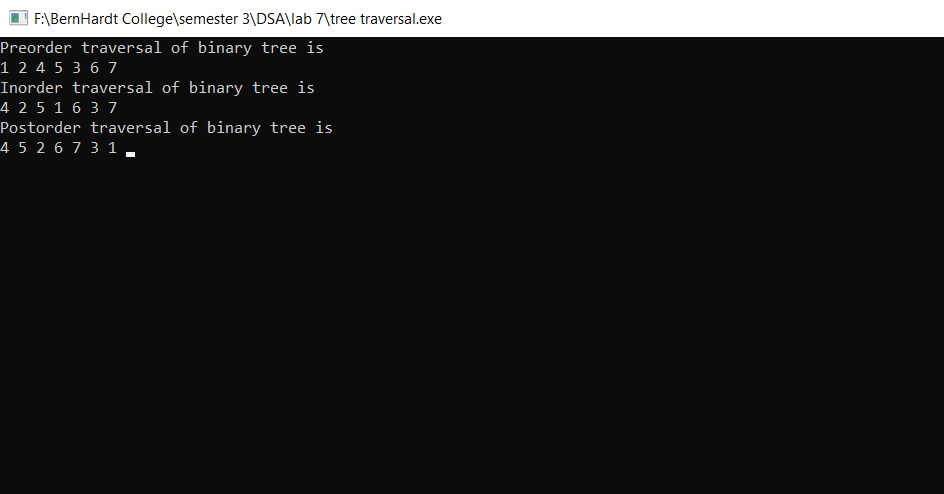 F:\BernHardt College\semester 3\DSA\lab 7\tree traversal.exe
Preorder traversal of binary tree is
1 2 4 5 3 6 7
Inorder traversal of binary tree is
4 2 5 1 6 3 7
Postorder traversal of binary tree is
4 5 2 6 7 3 1